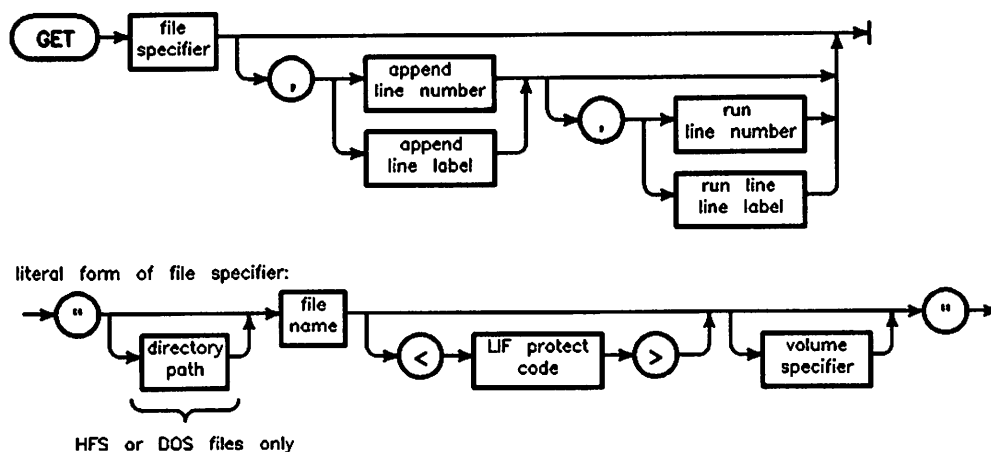 GET
file
specifier
,
append
line number
append
line label
,
run
line number
run line
line label
literal form of file specifier:
"
directory
path
file
name
<
LIF protect
code
>
volume
specifier
"
HFS or DOS files only